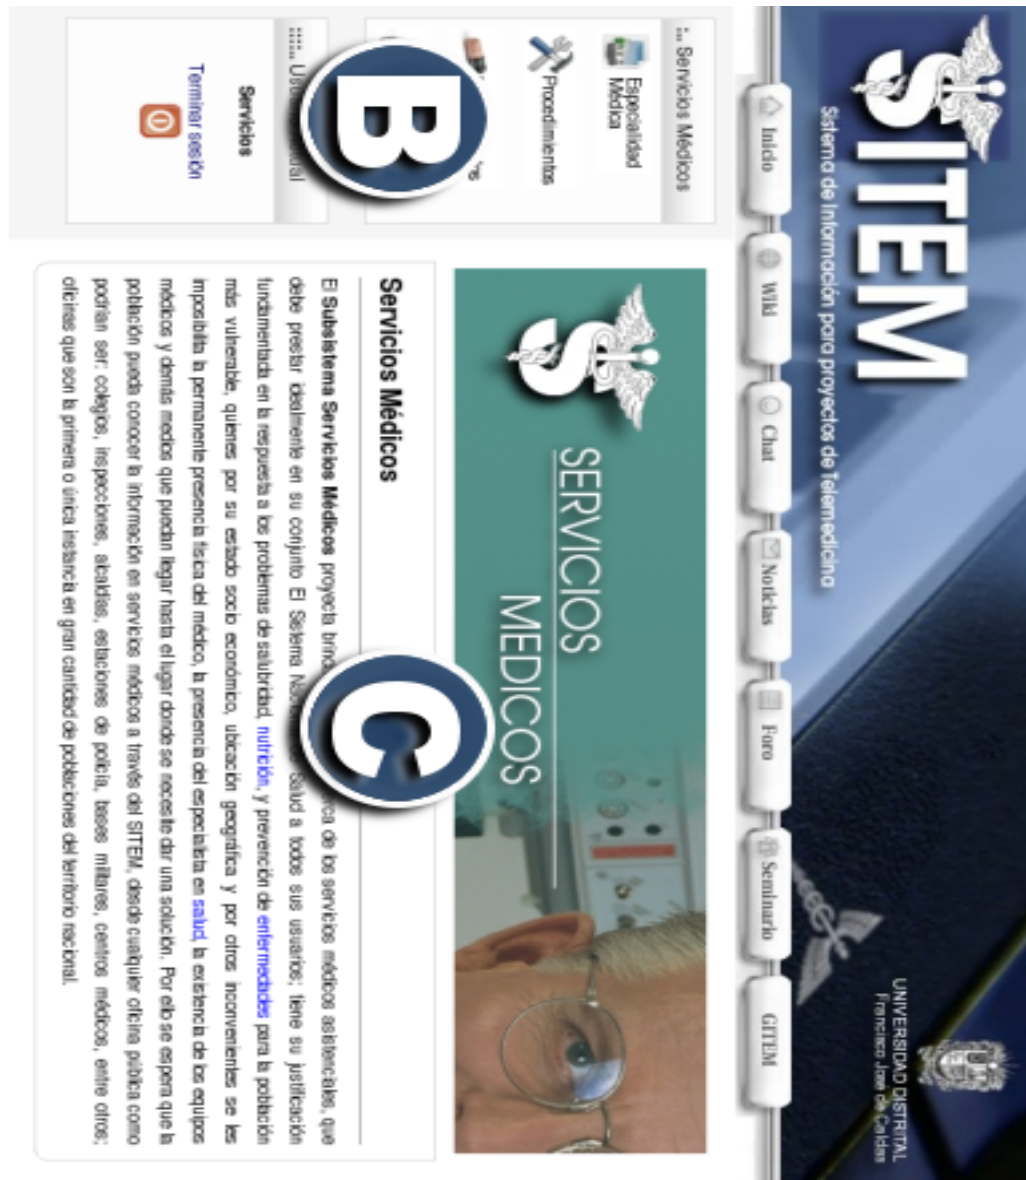 SITEM
Sistema de Información para proyectos de Telemedicina
UNIVERSIDAD DISTRITAL
Francisco Jose de Caldas
Inicio
Wiki
Chat
Noticias
Foro
Seminario
GITEM
:.. Servicios Médicos
Especialidad
Médica
Procedimientos
B
Servicios
Terminar sesión
SERVICIOS
MEDICOS
Servicios Médicos
C
El Subsistema Servicios Médicos proyecta de los servicios médicos asistenciales, que
debe prestar idealmente en su conjunto El Sistema Salud a todos sus usuarios; tiene su justificación
fundamentada en la respuesta a los problemas de salubridad, nutrición, y prevención de enfermedades para la población
más vulnerable, quienes por su estado socio económico, ubicación geográfica y por otros inconvenientes se les
imposibilita la permanente presencia física del médico, la presencia del especialista en salud, la existencia de los equipos
médicos y demás medios que puedan llegar hasta el lugar donde se necesite dar una solución. Por ello se espera que la
población pueda conocer la información en servicios médicos a través del SITEM, desde cualquier oficina pública como
podrían ser: colegios, inspecciones, alcaldías, estaciones de policía, bases militares, centros médicos, entre otros;
oficinas que son la primera o única instancia en gran cantidad de poblaciones del territorio nacional.